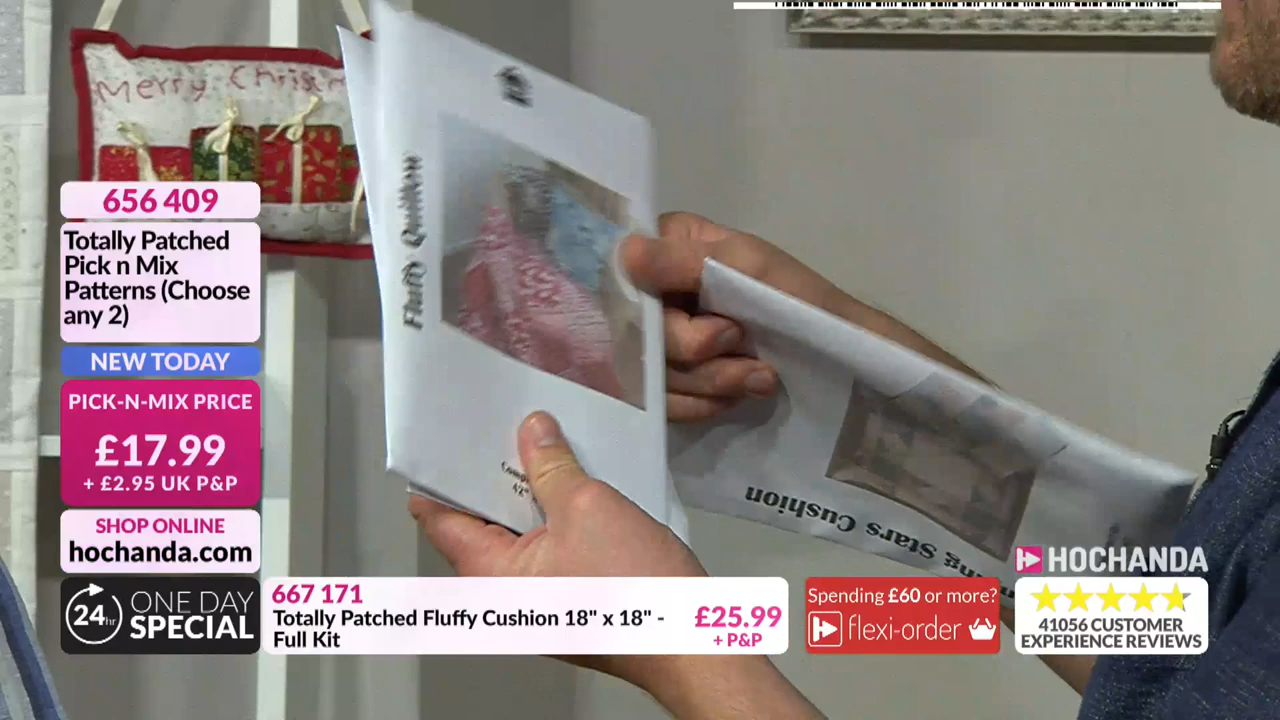 Merry Christm
656 409
Totally Patched
Pick n Mix
Patterns (Choose
any 2)
NEW TODAY
PICK-N-MIX PRICE
£17.99
+ £2.95 UK P&P
SHOP ONLINE
hochanda.com
24hr
ONE DAY
SPECIAL
Fluffy Quillow
Stars Cushion
667 171
Totally Patched Fluffy Cushion 18" x 18" -
Full Kit
£25.99
+ P&P
Spending £60 or more?
flexi-order
HOCHANDA
41056 CUSTOMER
EXPERIENCE REVIEWS